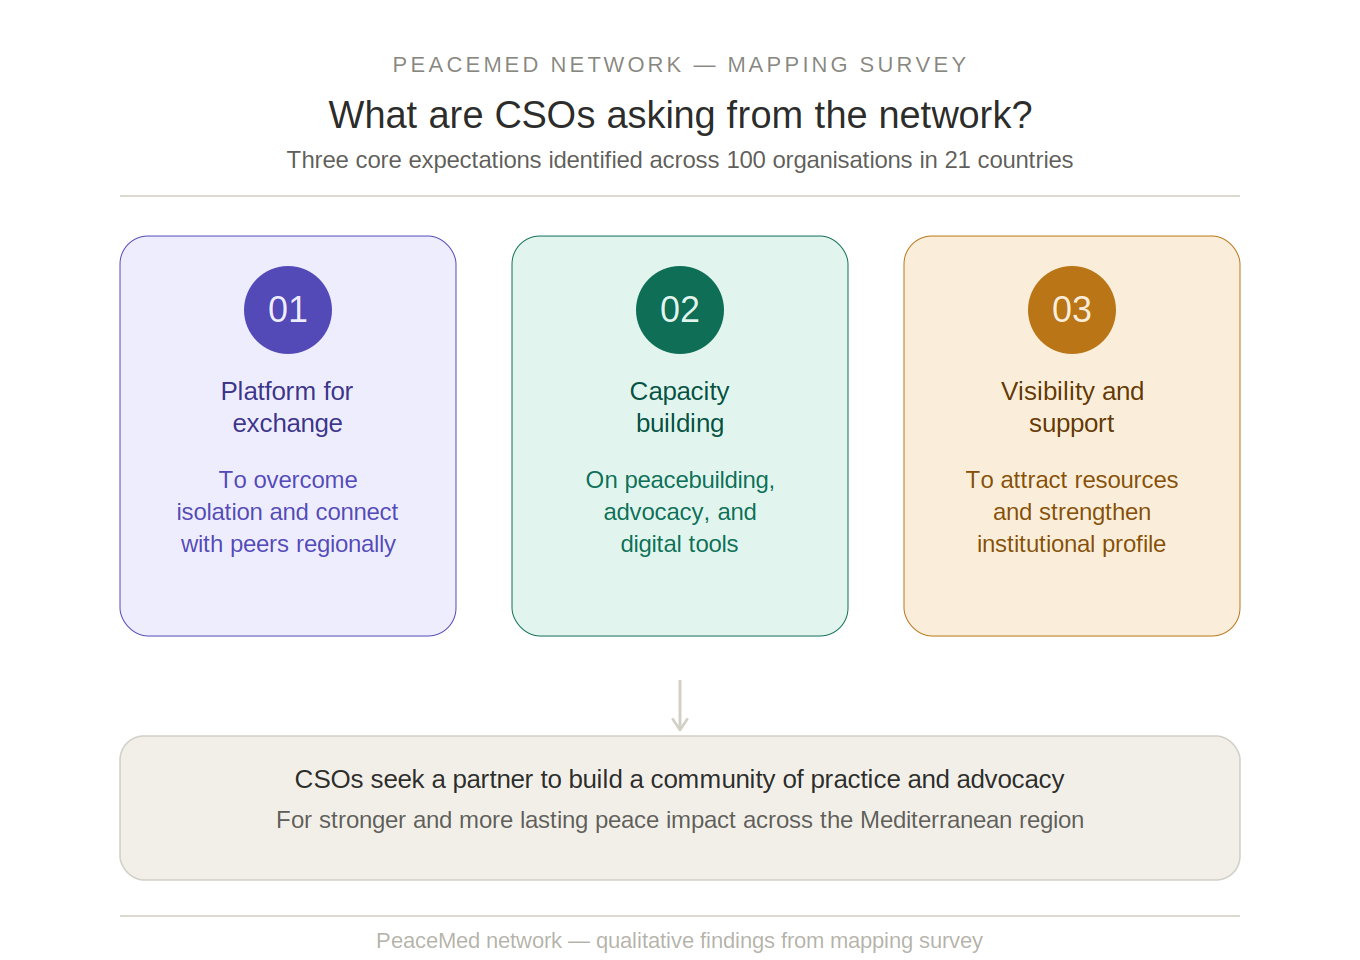 PEACEMED NETWORK — MAPPING SURVEY
What are CSOs asking from the network?
Three core expectations identified across 100 organisations in 21 countries
01
Platform for
exchange
To overcome
isolation and connect
with peers regionally
02
Capacity
building
On peacebuilding,
advocacy, and
digital tools
03
Visibility and
support
To attract resources
and strengthen
institutional profile
CSOs seek a partner to build a community of practice and advocacy
For stronger and more lasting peace impact across the Mediterranean region
PeaceMed network — qualitative findings from mapping survey